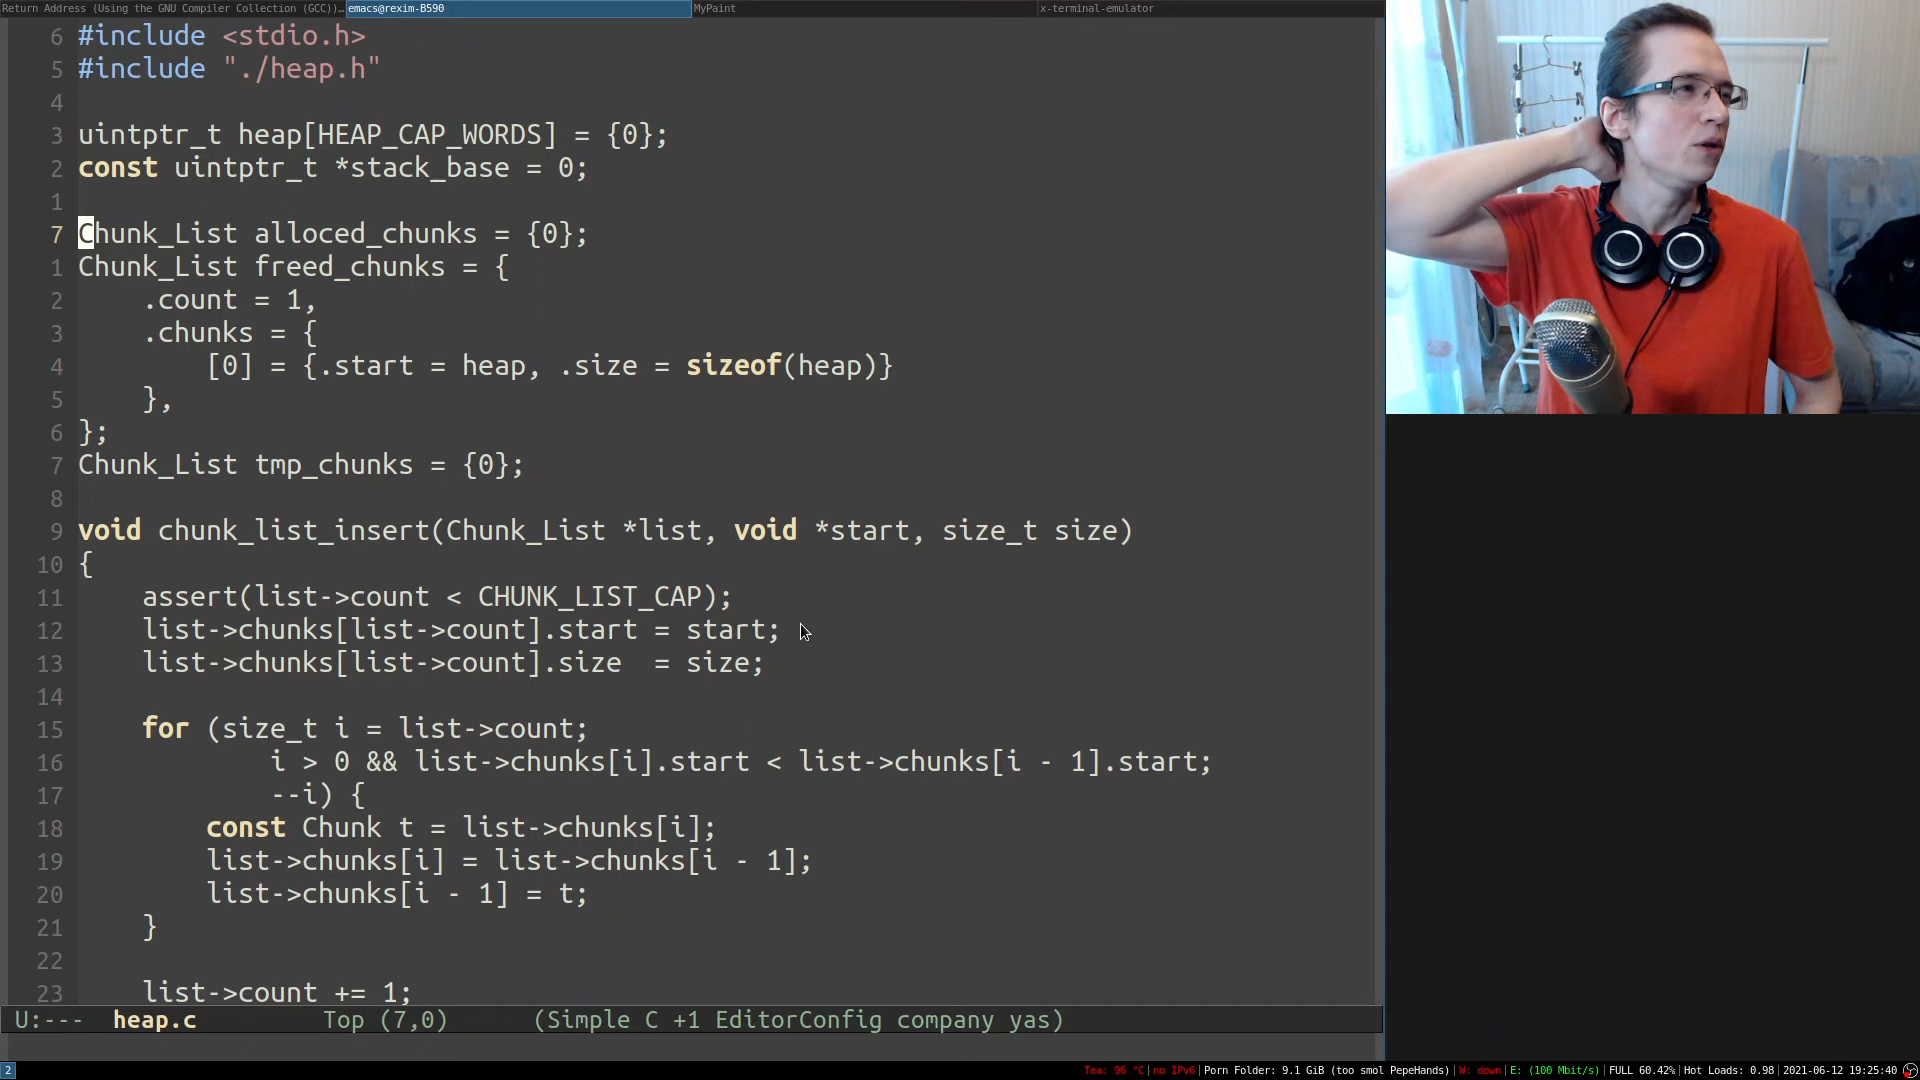 Return Address (Using the GNU Compiler Collection (GCC))... emacs@rexim-B590 MyPaint x-terminal-emulator
6 #include <stdio.h>
5 #include "./heap.h"
4
3 uintptr_t heap[HEAP_CAP_WORDS] = {0};
2 const uintptr_t *stack_base = 0;
1
7 Chunk_List alloced_chunks = {0};
1 Chunk_List freed_chunks = {
2     .count = 1,
3     .chunks = {
4         [0] = {.start = heap, .size = sizeof(heap)}
5     },
6 };
7 Chunk_List tmp_chunks = {0};
8
9 void chunk_list_insert(Chunk_List *list, void *start, size_t size)
10 {
11     assert(list->count < CHUNK_LIST_CAP);
12     list->chunks[list->count].start = start;
13     list->chunks[list->count].size  = size;
14
15     for (size_t i = list->count;
16             i > 0 && list->chunks[i].start < list->chunks[i - 1].start;
17             --i) {
18         const Chunk t = list->chunks[i];
19         list->chunks[i] = list->chunks[i - 1];
20         list->chunks[i - 1] = t;
21     }
22
23     list->count += 1;
U:--- heap.c Top (7,0) (Simple C +1 EditorConfig company yas)
2 Tea: 96 °C|no IPv6|Porn Folder: 9.1 GiB (too smol PepeHands)|W: down|E: (100 Mbit/s)|FULL 60.42%|Hot Loads: 0.98|2021-06-12 19:25:40